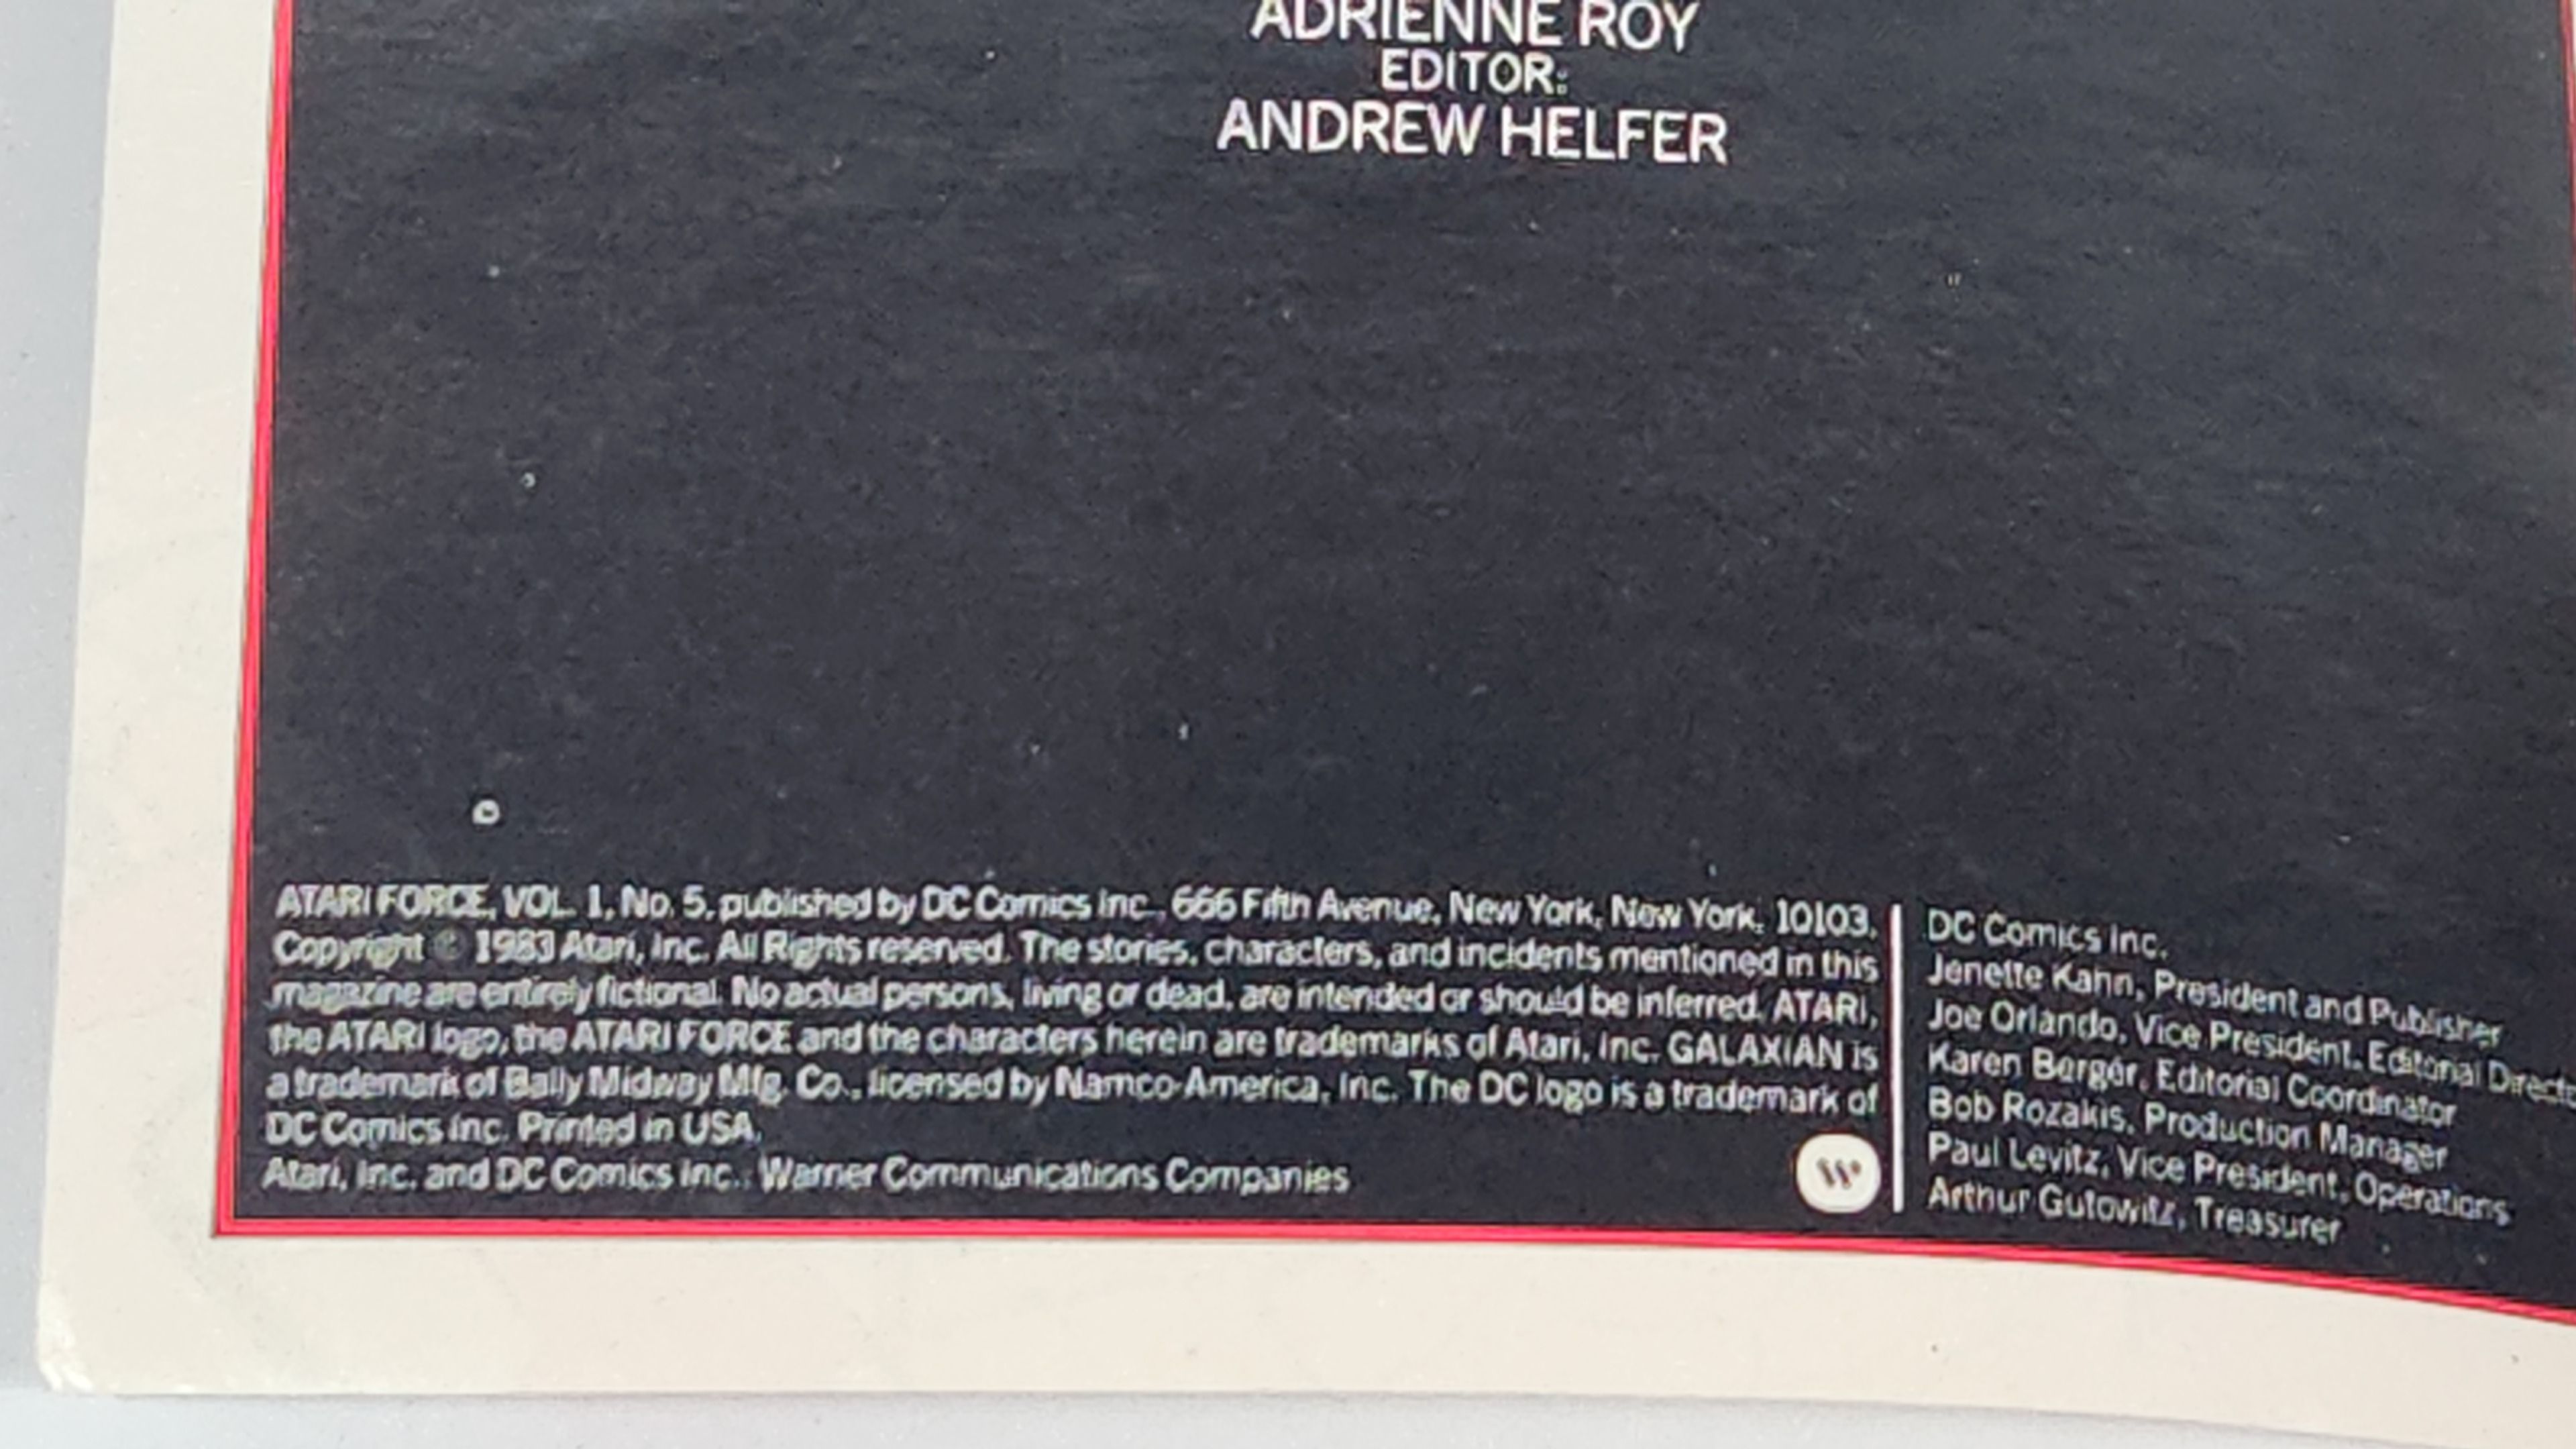 ADRIENNE ROY
EDITOR:
ANDREW HELFER
ATARI FORCE, VOL. 1, No. 5, published by DC Comics Inc., 666 Fifth Avenue, New York, New York, 10103.
Copyright © 1983 Atari, Inc. All Rights reserved. The stories, characters, and incidents mentioned in this
magazine are entirely fictional. No actual persons, living or dead, are intended or should be inferred. ATARI,
the ATARI logo, the ATARI FORCE and the characters herein are trademarks of Atari, Inc. GALAXIAN is
a trademark of Bally Midway Mfg. Co., licensed by Namco-America, Inc. The DC logo is a trademark of
DC Comics Inc. Printed in USA.
Atari, Inc. and DC Comics Inc.: Warner Communications Companies
DC Comics Inc.
Jenette Kahn, President and Publisher
Joe Orlando, Vice President, Editorial Direct
Karen Berger, Editorial Coordinator
Bob Rozakis, Production Manager
Paul Levitz, Vice President, Operations
Arthur Gutowitz, Treasurer